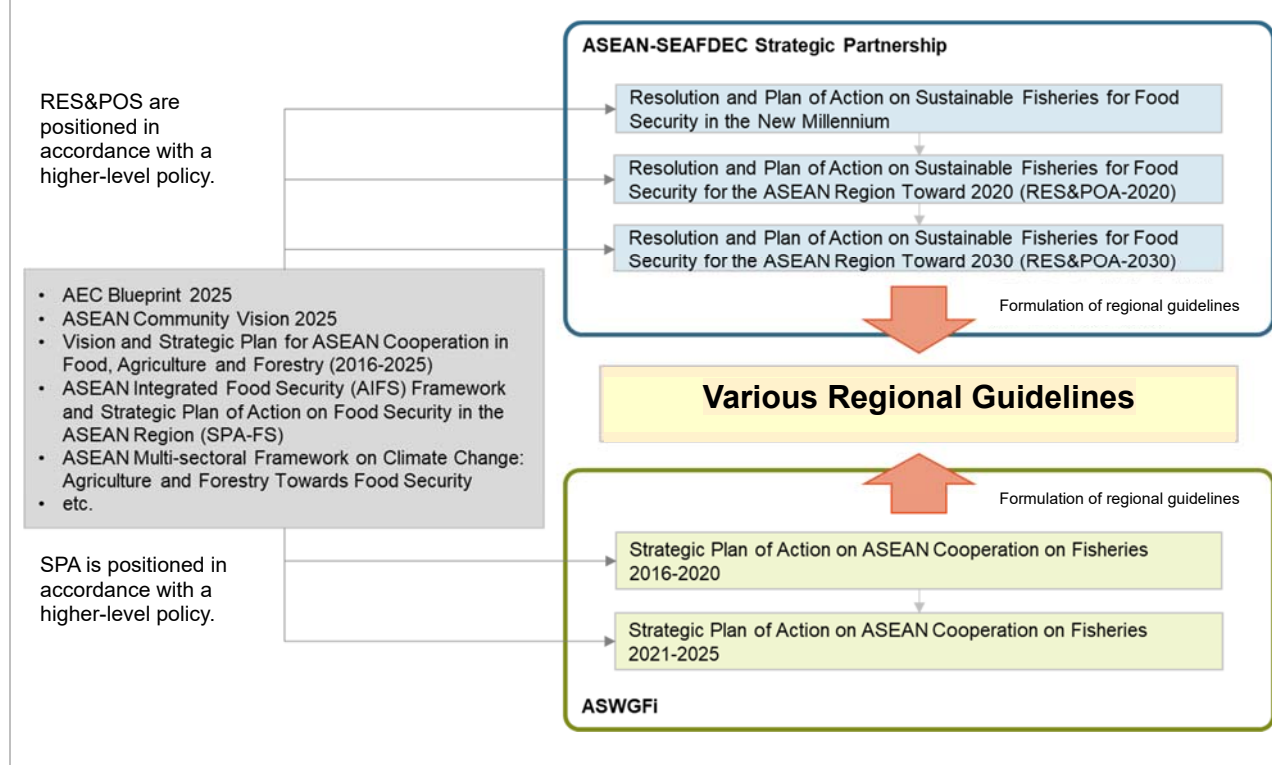 ASEAN-SEAFDEC Strategic Partnership
RES&POS are
positioned in
accordance with a
higher-level policy.
Resolution and Plan of Action on Sustainable Fisheries for Food
Security in the New Millennium
Resolution and Plan of Action on Sustainable Fisheries for Food
Security for the ASEAN Region Toward 2020 (RES&POA-2020)
Resolution and Plan of Action on Sustainable Fisheries for Food
Security for the ASEAN Region Toward 2030 (RES&POA-2030)
Formulation of regional guidelines
• AEC Blueprint 2025
• ASEAN Community Vision 2025
• Vision and Strategic Plan for ASEAN Cooperation in
Food, Agriculture and Forestry (2016-2025)
• ASEAN Integrated Food Security (AIFS) Framework
and Strategic Plan of Action on Food Security in the
ASEAN Region (SPA-FS)
• ASEAN Multi-sectoral Framework on Climate Change:
Agriculture and Forestry Towards Food Security
• etc.
Various Regional Guidelines
Formulation of regional guidelines
SPA is positioned in
accordance with a
higher-level policy.
Strategic Plan of Action on ASEAN Cooperation on Fisheries
2016-2020
Strategic Plan of Action on ASEAN Cooperation on Fisheries
2021-2025
ASWGFi